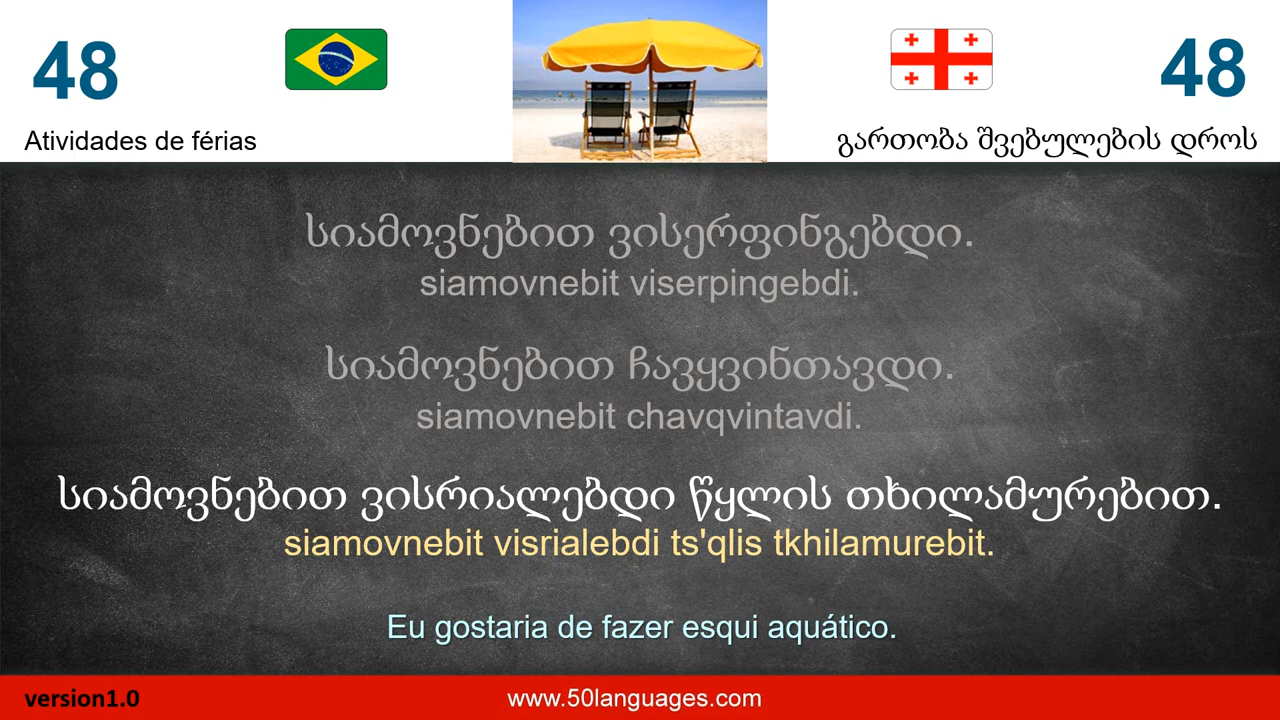 48
48
Atividades de férias
გართობა შვებულების დროს
სიამოვნებით ვისერფინგებდი.
siamovnebit viserpingebdi.
სიამოვნებით ჩავყვინთავდი.
siamovnebit chavqvintavdi.
სიამოვნებით ვისრიალებდი წყლის თხილამურებით.
siamovnebit visrialebdi ts'qlis tkhilamurebit.
Eu gostaria de fazer esqui aquático.
version1.0
www.50languages.com